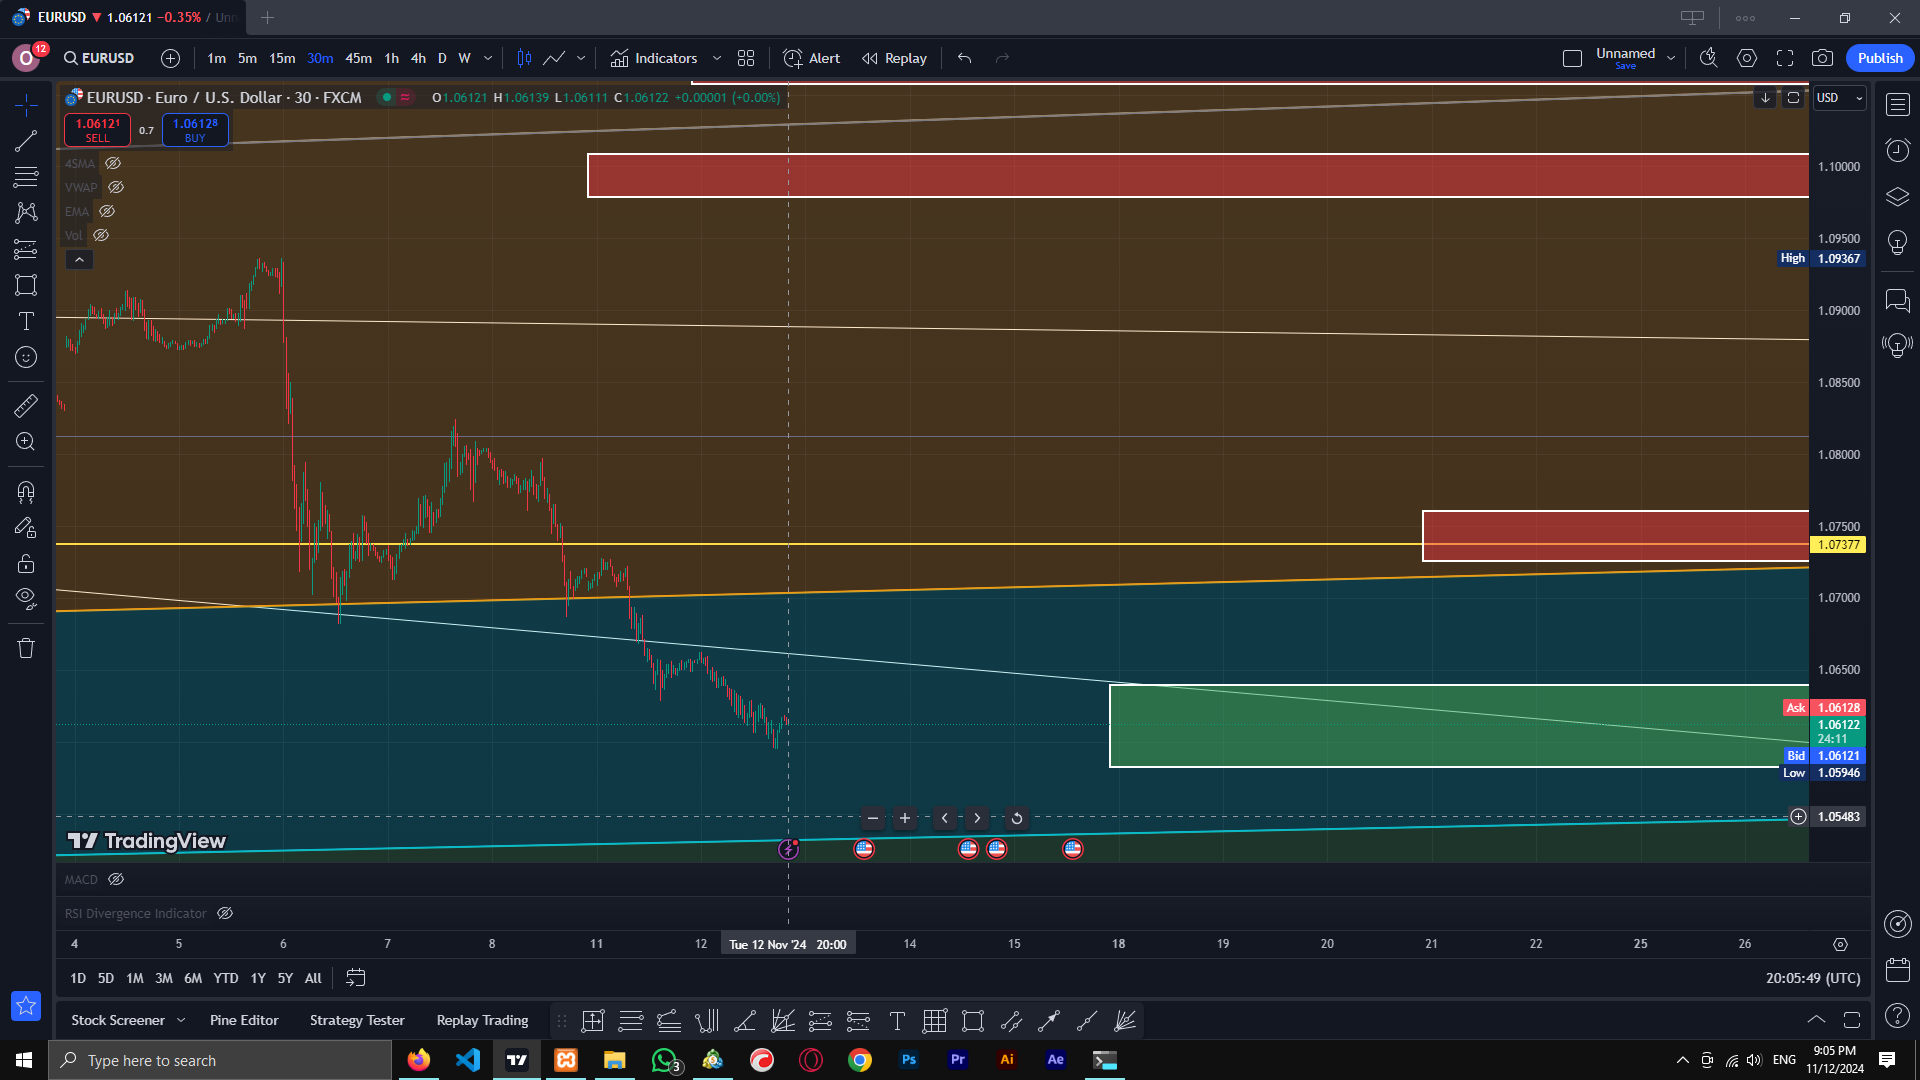 EURUSD ▼ 1.06121 −0.35% / Unn
O 12 EURUSD 1m 5m 15m 30m 45m 1h 4h D W Indicators Alert Replay Unnamed Save Publish
EURUSD · Euro / U.S. Dollar · 30 · FXCM O1.06121 H1.06139 L1.06111 C1.06122 +0.00001 (+0.00%) USD
1.06121 SELL 0.7 1.06128 BUY
4SMA
VWAP
EMA
Vol
1.10000
1.09500
High 1.09367
1.09000
1.08500
1.08000
1.07500
1.07377
1.07000
1.06500
Ask 1.06128
1.06122
24:11
Bid 1.06121
Low 1.05946
1.05483
TradingView
MACD
RSI Divergence Indicator
4 5 6 7 8 11 12 Tue 12 Nov '24 20:00 14 15 18 19 20 21 22 25 26
1D 5D 1M 3M 6M YTD 1Y 5Y All 20:05:49 (UTC)
Stock Screener Pine Editor Strategy Tester Replay Trading
Type here to search 3 Ps Pr Ai Ae ENG 9:05 PM
11/12/2024